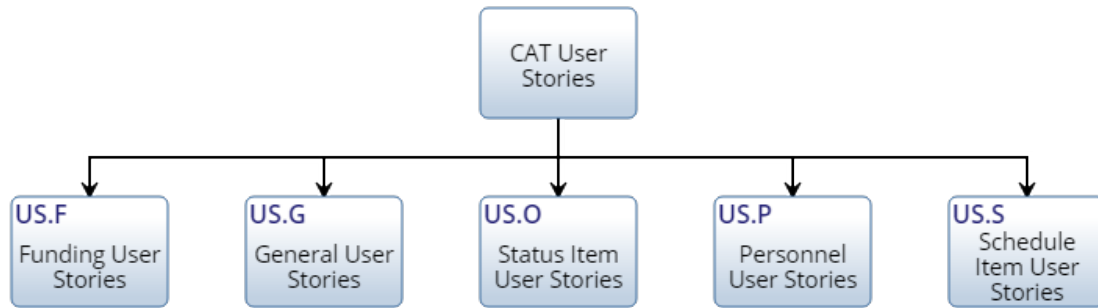 CAT User
Stories
US.F
Funding User
Stories
US.G
General User
Stories
US.O
Status Item
User Stories
US.P
Personnel
User Stories
US.S
Schedule
Item User
Stories